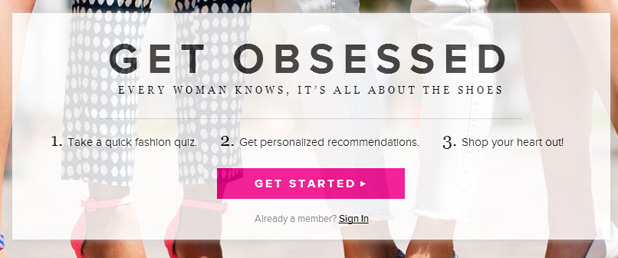 GET OBSESSED
EVERY WOMAN KNOWS, IT'S ALL ABOUT THE SHOES
1. Take a quick fashion quiz. 2. Get personalized recommendations. 3. Shop your heart out!
GET STARTED ▸
Already a member? Sign In